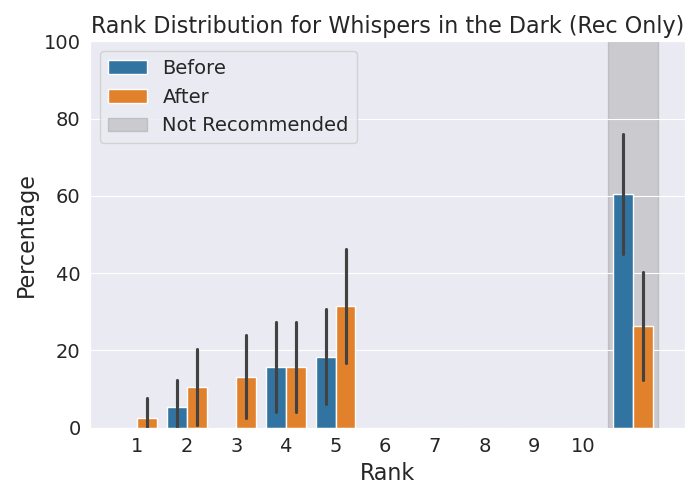 Rank Distribution for Whispers in the Dark (Rec Only)
100
80
60
40
20
0
Percentage
Before
After
Not Recommended
1 2 3 4 5 6 7 8 9 10
Rank